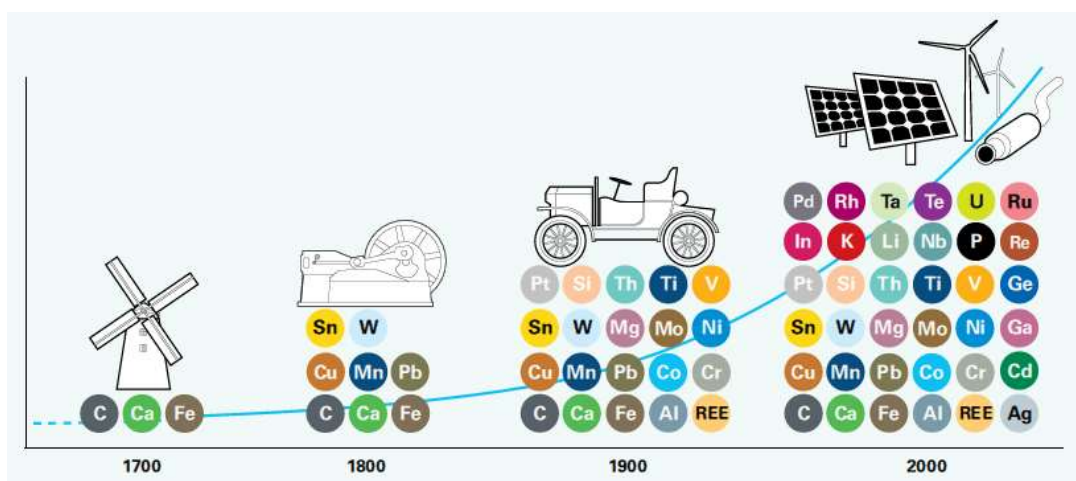 Pd Rh Ta Te U Ru
In K Li Nb P Re
Pt Si Th Ti V
Pt Si Th Ti V Ge
Sn W
Sn W Mg Mo Ni
Sn W Mg Mo Ni Ga
Cu Mn Pb
Cu Mn Pb Co Cr
Cu Mn Pb Co Cr Cd
C Ca Fe
C Ca Fe
C Ca Fe Al REE
C Ca Fe Al REE Ag
1700 1800 1900 2000